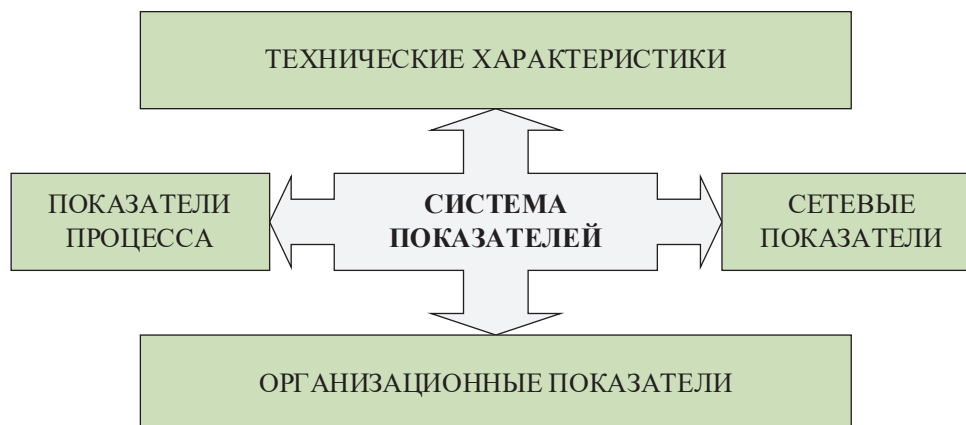 ТЕХНИЧЕСКИЕ ХАРАКТЕРИСТИКИ
ПОКАЗАТЕЛИ
ПРОЦЕССА
СИСТЕМА
ПОКАЗАТЕЛЕЙ
СЕТЕВЫЕ
ПОКАЗАТЕЛИ
ОРГАНИЗАЦИОННЫЕ ПОКАЗАТЕЛИ